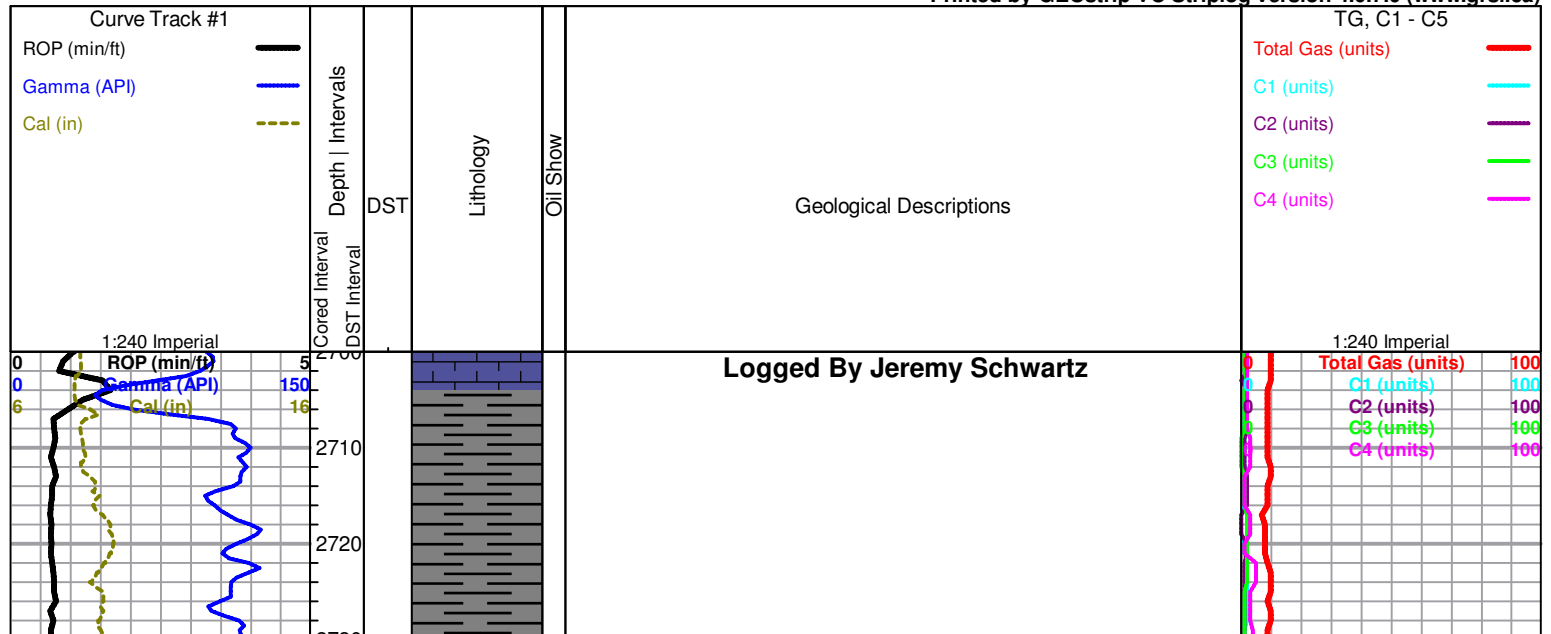 Curve Track #1
ROP (min/ft)
Gamma (API)
Cal (in)
1:240 Imperial
Cored Interval
Depth | Intervals
DST Interval
DST
Lithology
Oil Show
Geological Descriptions
TG, C1 - C5
Total Gas (units)
C1 (units)
C2 (units)
C3 (units)
C4 (units)
1:240 Imperial
0 ROP (min/ft) 5
0 Gamma (API) 150
6 Cal (in) 16
2700
2710
2720
Logged By Jeremy Schwartz
0 Total Gas (units) 100
C1 (units) 100
0 C2 (units) 100
0 C3 (units) 100
C4 (units) 100